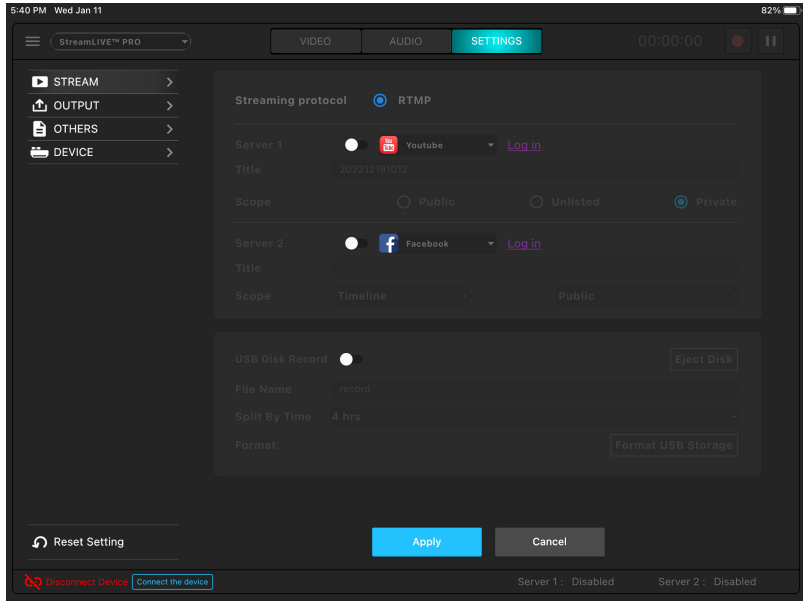 5:40 PM Wed Jan 11 82%
StreamLIVE™ PRO VIDEO AUDIO SETTINGS 00:00:00
STREAM
OUTPUT
OTHERS
DEVICE
Streaming protocol RTMP
Server 1 You Tube Youtube Log in
Title 202212191012
Scope Public Unlisted Private
Server 2 f Facebook Log in
Title
Scope Timeline Public
USB Disk Record Eject Disk
File Name record
Split By Time 4 hrs
Format Format USB Storage
Reset Setting Apply Cancel
Disconnect Device Connect the device Server 1 : Disabled Server 2 : Disabled